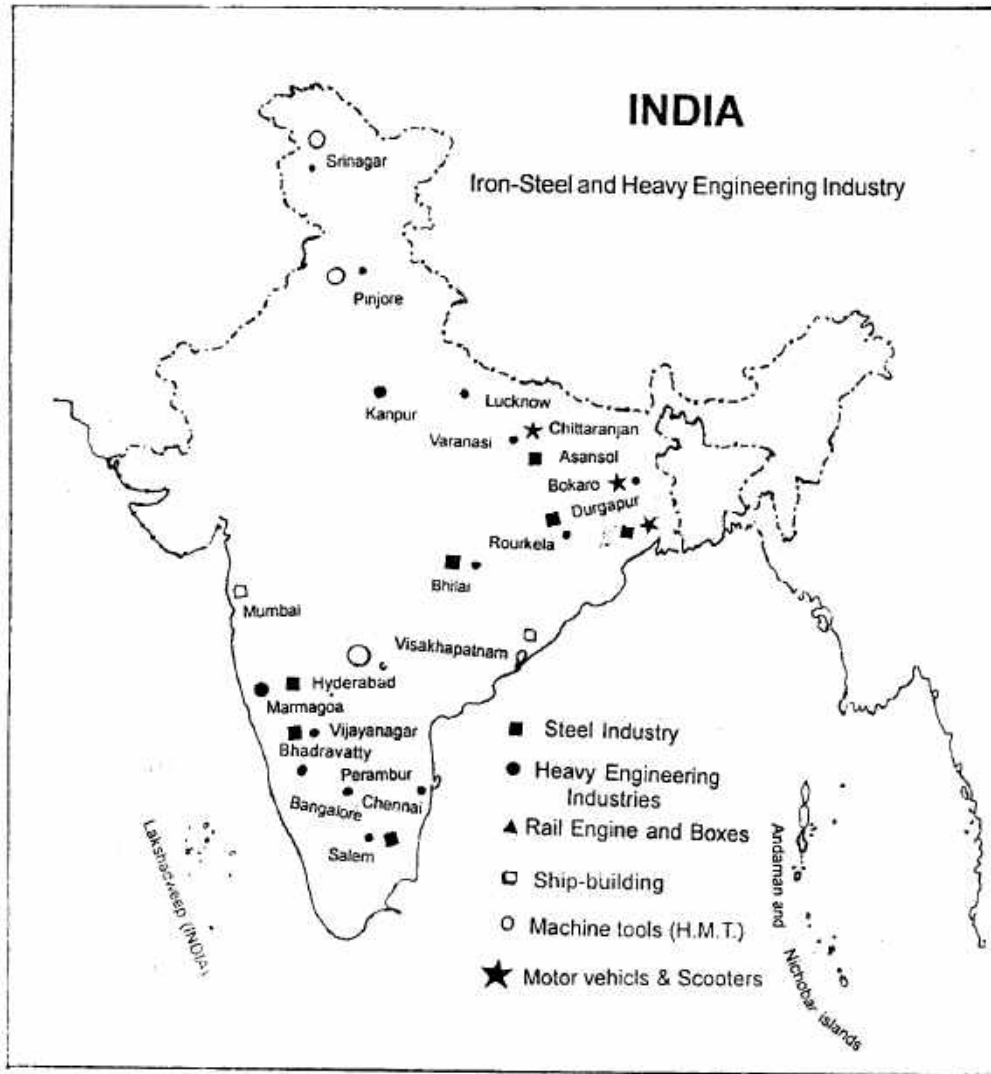 INDIA
Iron-Steel and Heavy Engineering Industry
Srinagar
Pinjore
Kanpur
Lucknow
Varanasi
Chittaranjan
Asansol
Bokaro
Durgapur
Rourkela
Bhilai
Mumbai
Visakhapatnam
Hyderabad
Marmagoa
Vijayanagar
Bhadravatty
Perambur
Bangalore
Chennai
Salem
Lakshadweep (INDIA)
Steel Industry
Heavy Engineering
Industries
Rail Engine and Boxes
Ship-building
Machine tools (H.M.T.)
Motor vehicls & Scooters
Andaman and
Nichobar islands